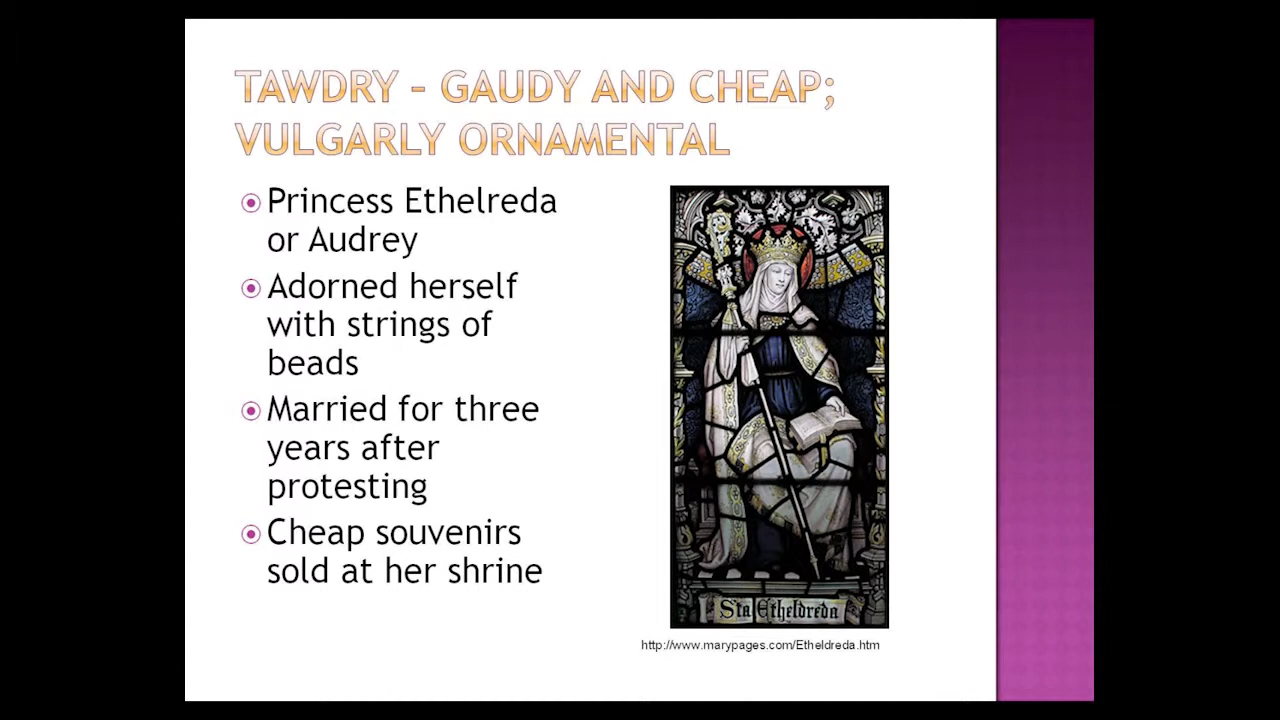 TAWDRY – GAUDY AND CHEAP;
VULGARLY ORNAMENTAL
Princess Ethelreda
or Audrey
Adorned herself
with strings of
beads
Married for three
years after
protesting
Cheap souvenirs
sold at her shrine
Sta Etheldreda
http://www.marypages.com/Etheldreda.htm